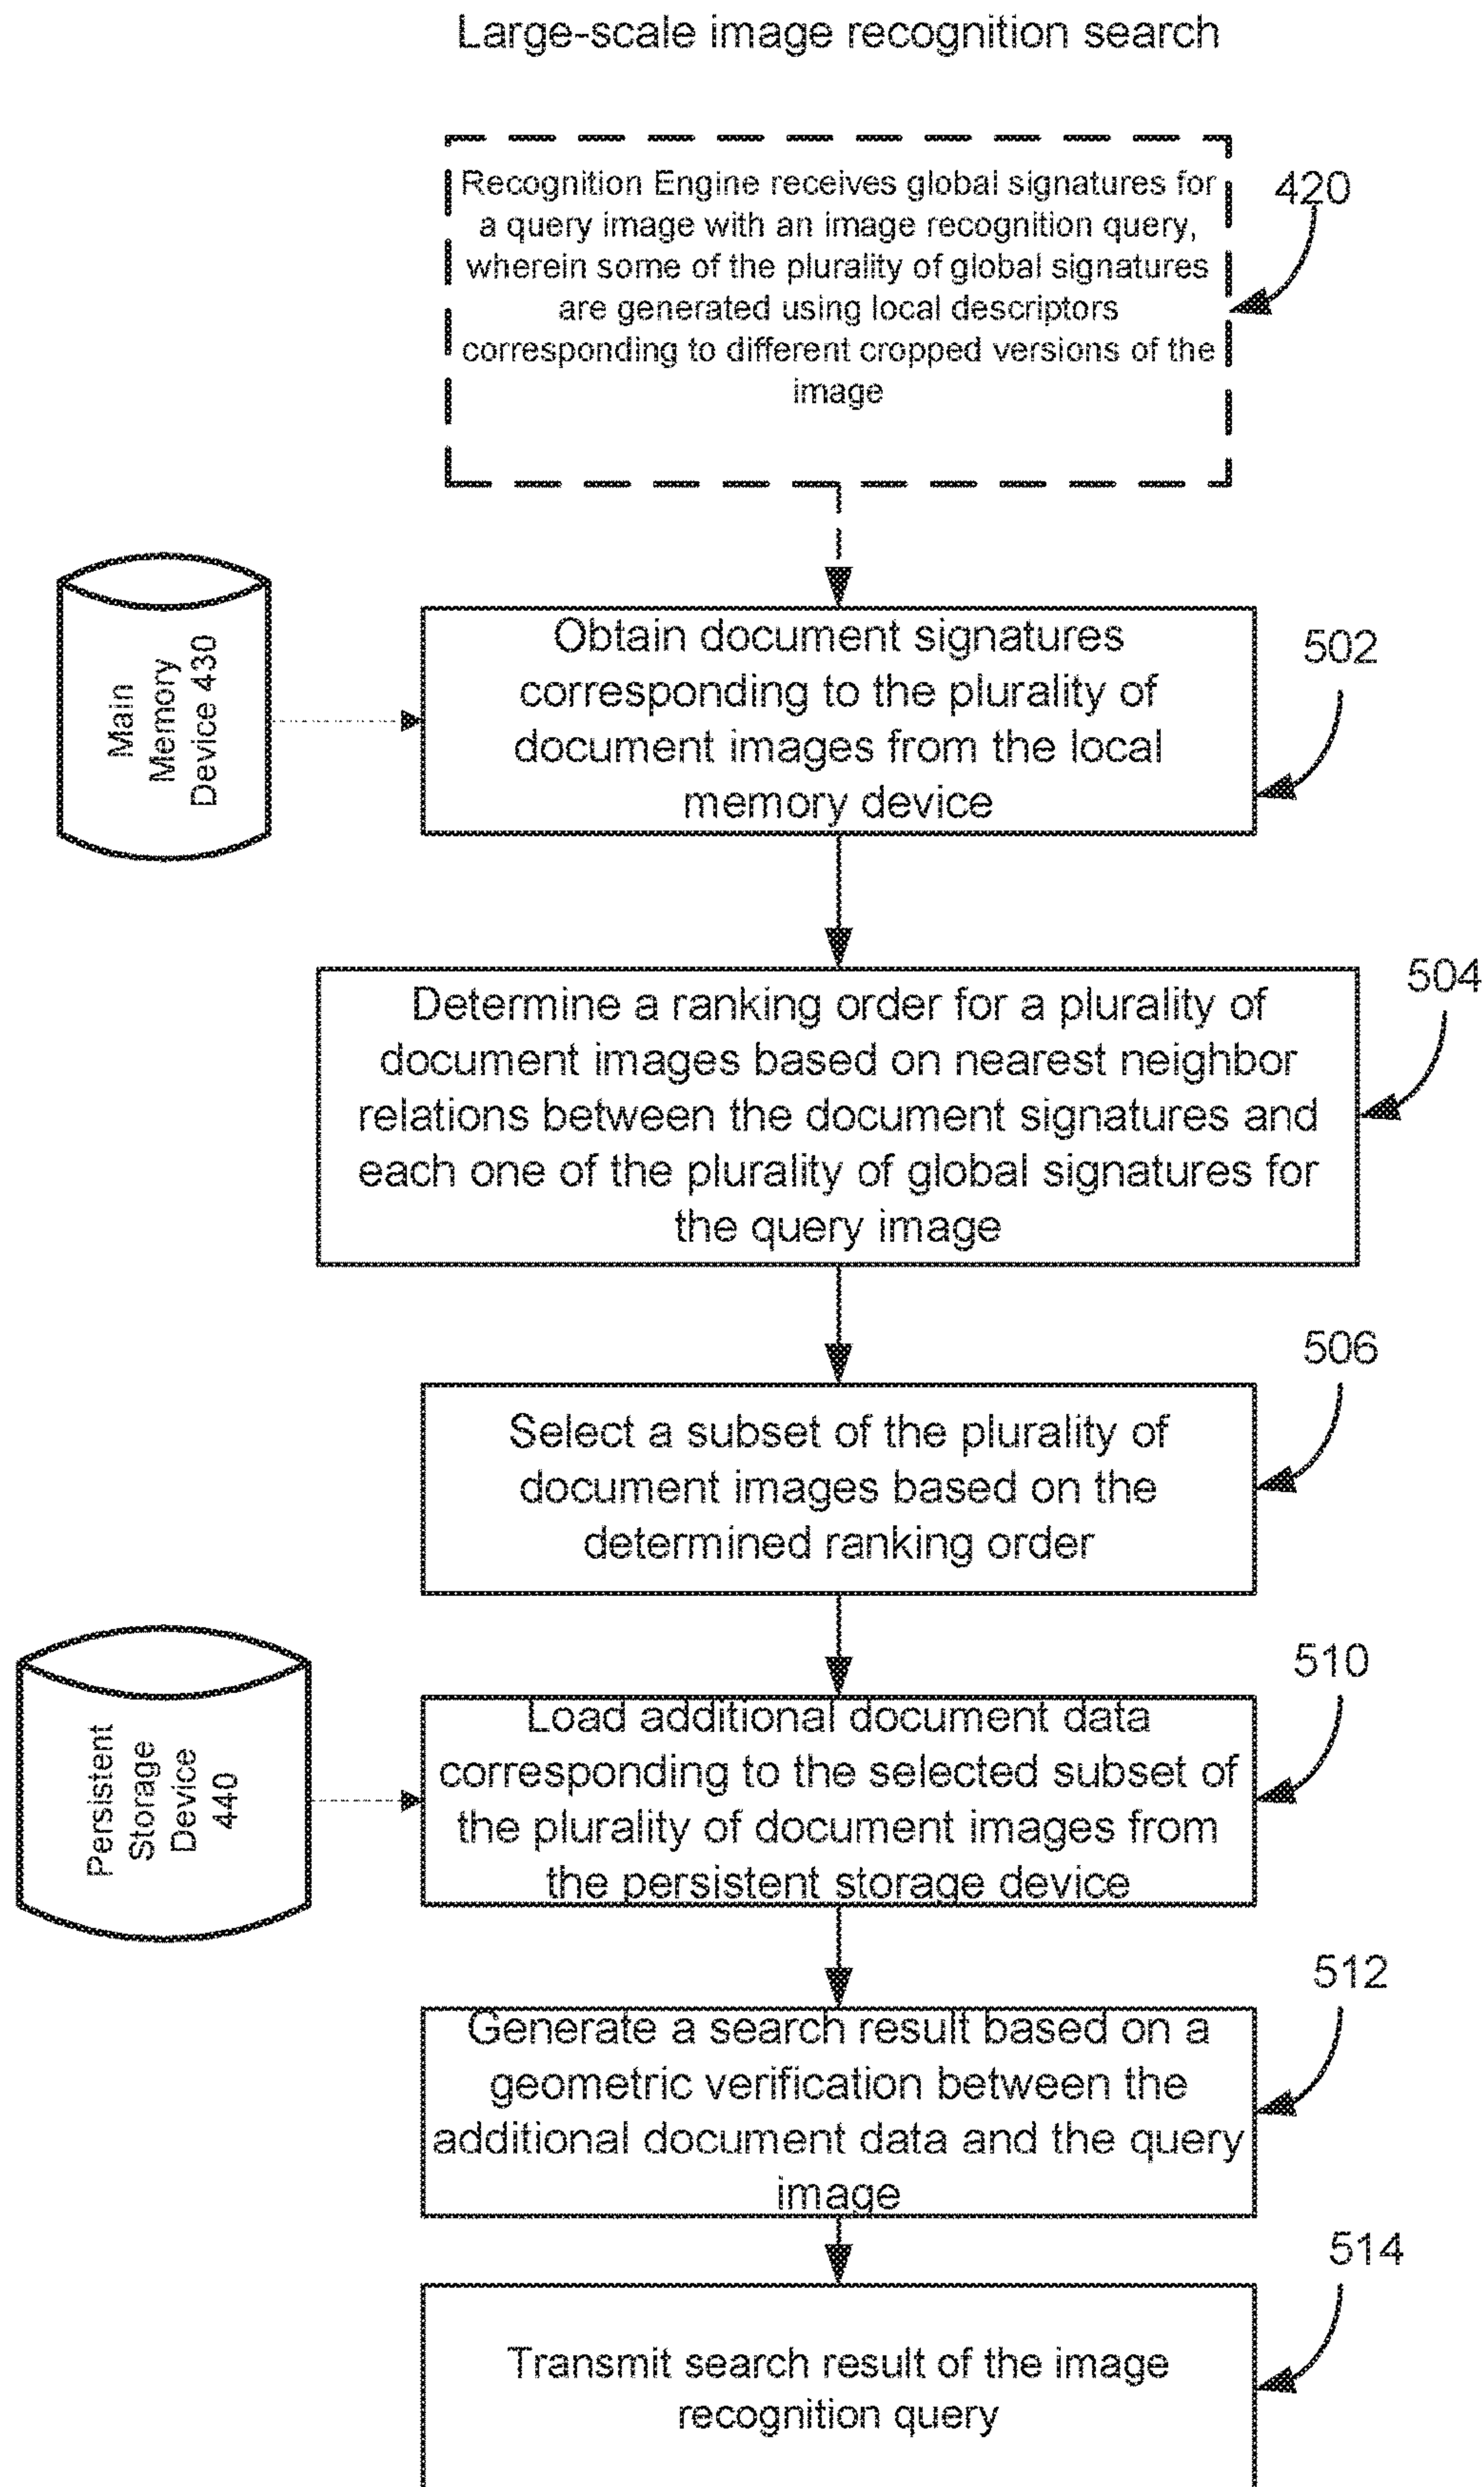 Large-scale image recognition search
Recognition Engine receives global signatures for
a query image with an image recognition query,
wherein some of the plurality of global signatures
are generated using local descriptors
corresponding to different cropped versions of the
image
420
Main
Memory
Device 430
Obtain document signatures
corresponding to the plurality of
document images from the local
memory device
502
Determine a ranking order for a plurality of
document images based on nearest neighbor
relations between the document signatures and
each one of the plurality of global signatures for
the query image
504
Select a subset of the plurality of
document images based on the
determined ranking order
506
Persistent
Storage
Device
440
Load additional document data
corresponding to the selected subset of
the plurality of document images from
the persistent storage device
510
Generate a search result based on a
geometric verification between the
additional document data and the query
image
512
Transmit search result of the image
recognition query
514